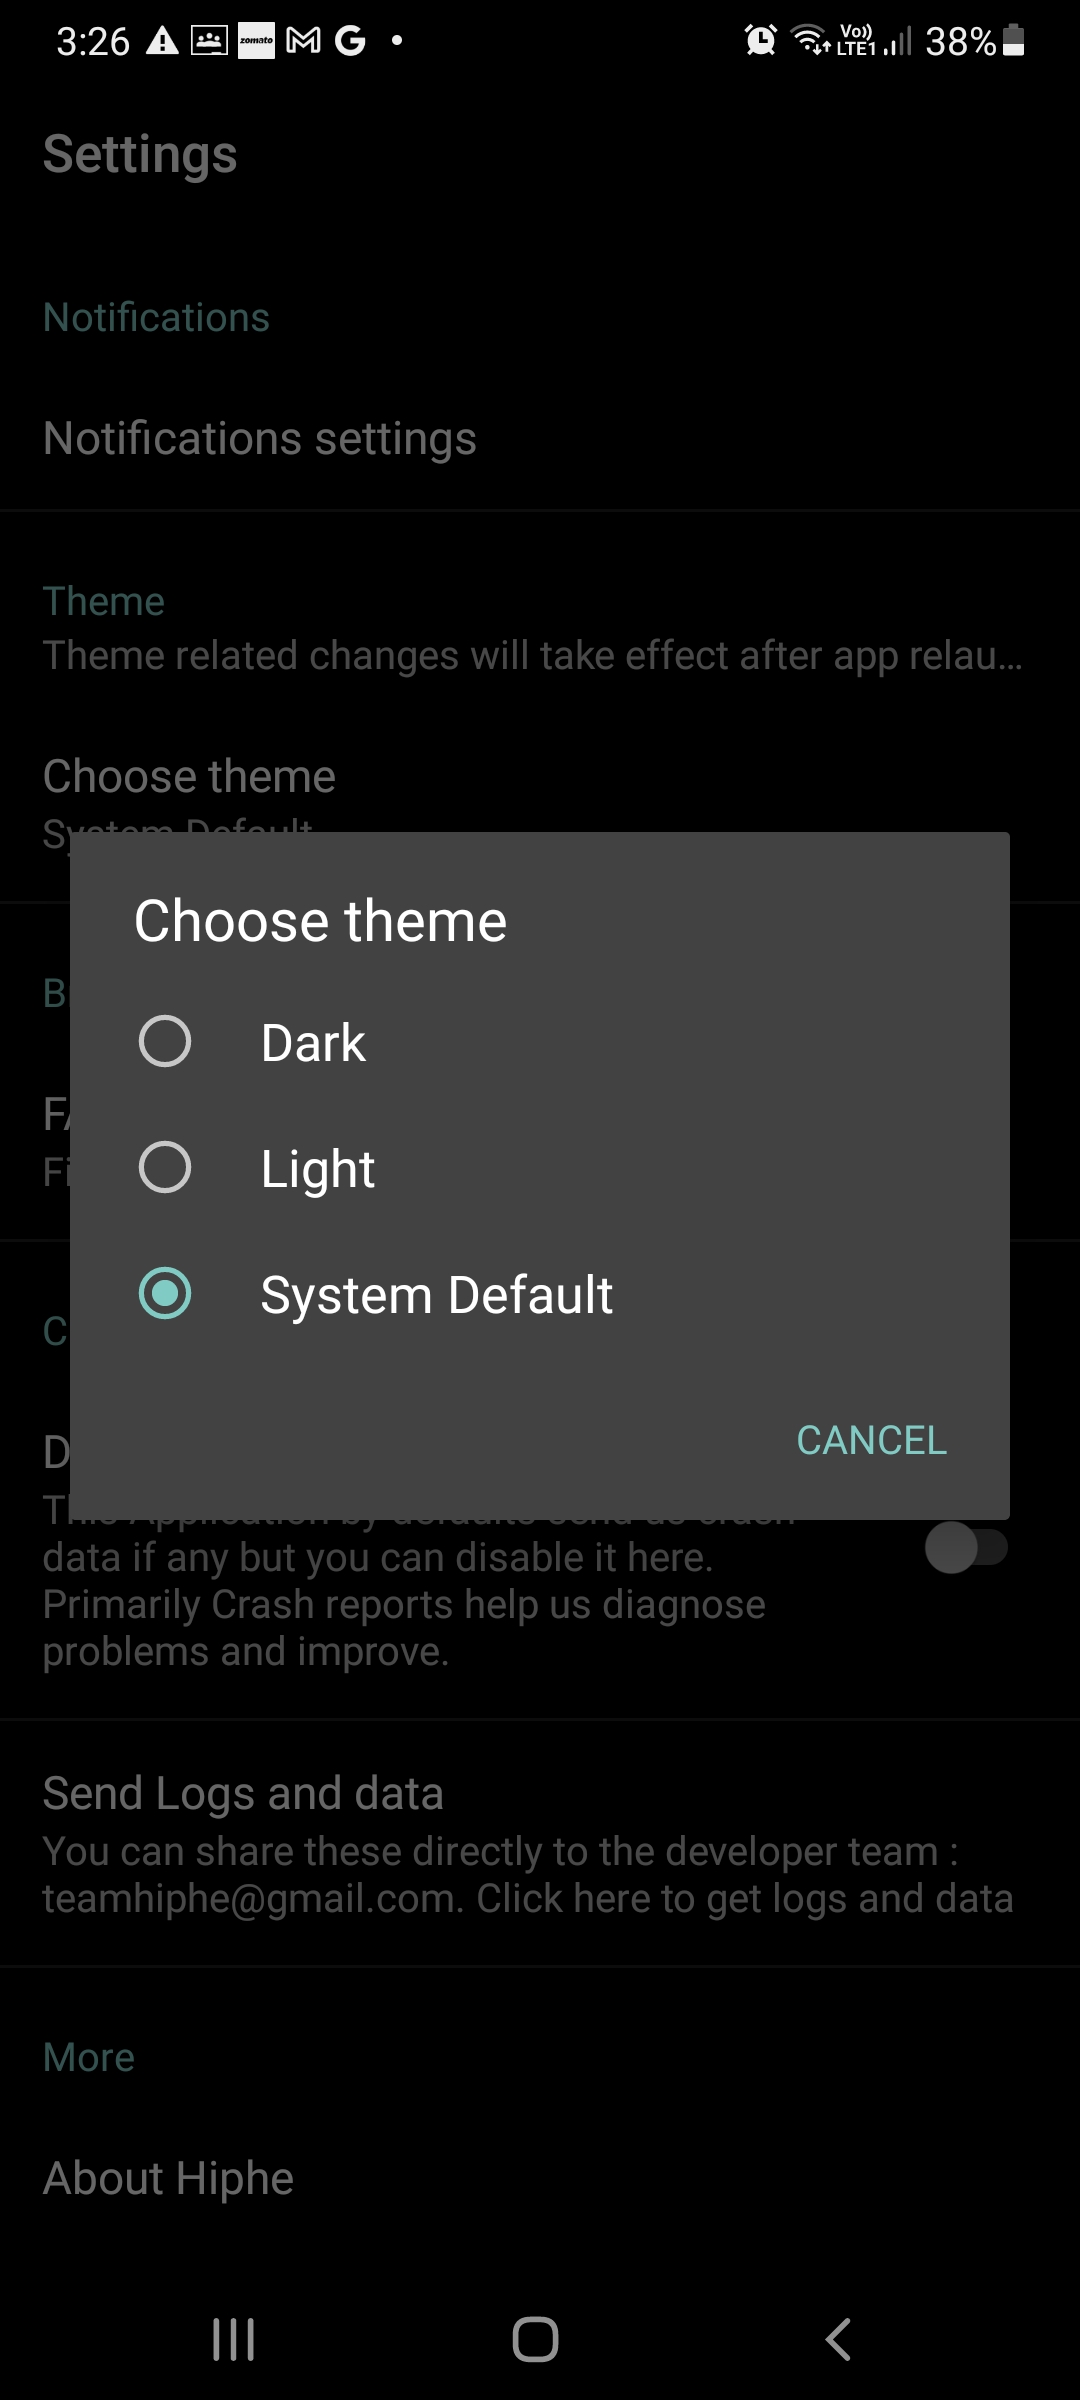 3:26 zomato Vo)) LTE1 38%
Settings
Notifications
Notifications settings
Theme
Theme related changes will take effect after app relau...
Choose theme
System Default
Choose theme
Dark
Light
System Default
CANCEL
data if any but you can disable it here.
Primarily Crash reports help us diagnose
problems and improve.
Send Logs and data
You can share these directly to the developer team :
teamhiphe@gmail.com. Click here to get logs and data
More
About Hiphe